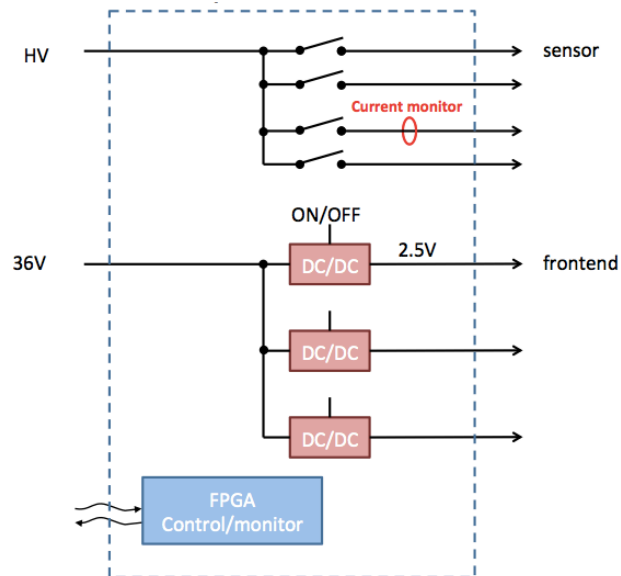 HV
sensor
Current monitor
ON/OFF
36V
DC/DC
2.5V
frontend
DC/DC
DC/DC
FPGA
Control/monitor